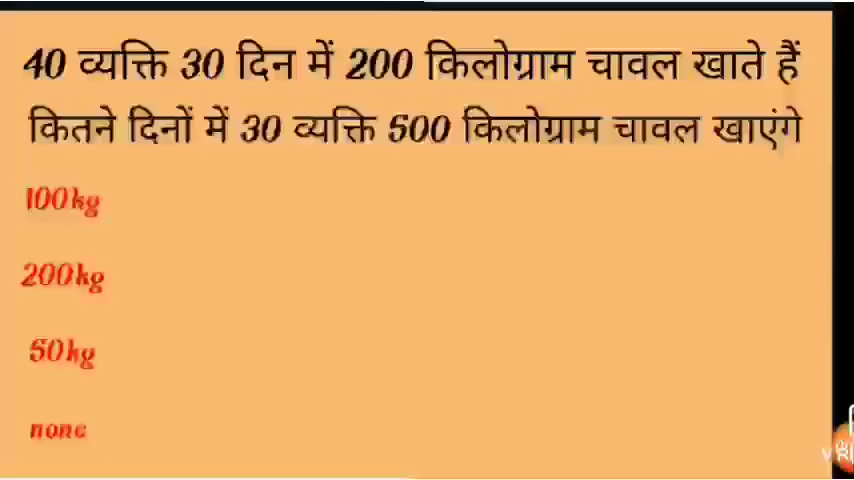 40 व्यक्ति 30 दिन में 200 किलोग्राम चावल खाते हैं
कितने दिनों में 30 व्यक्ति 500 किलोग्राम चावल खाएंगे
100kg
200kg
50kg
none